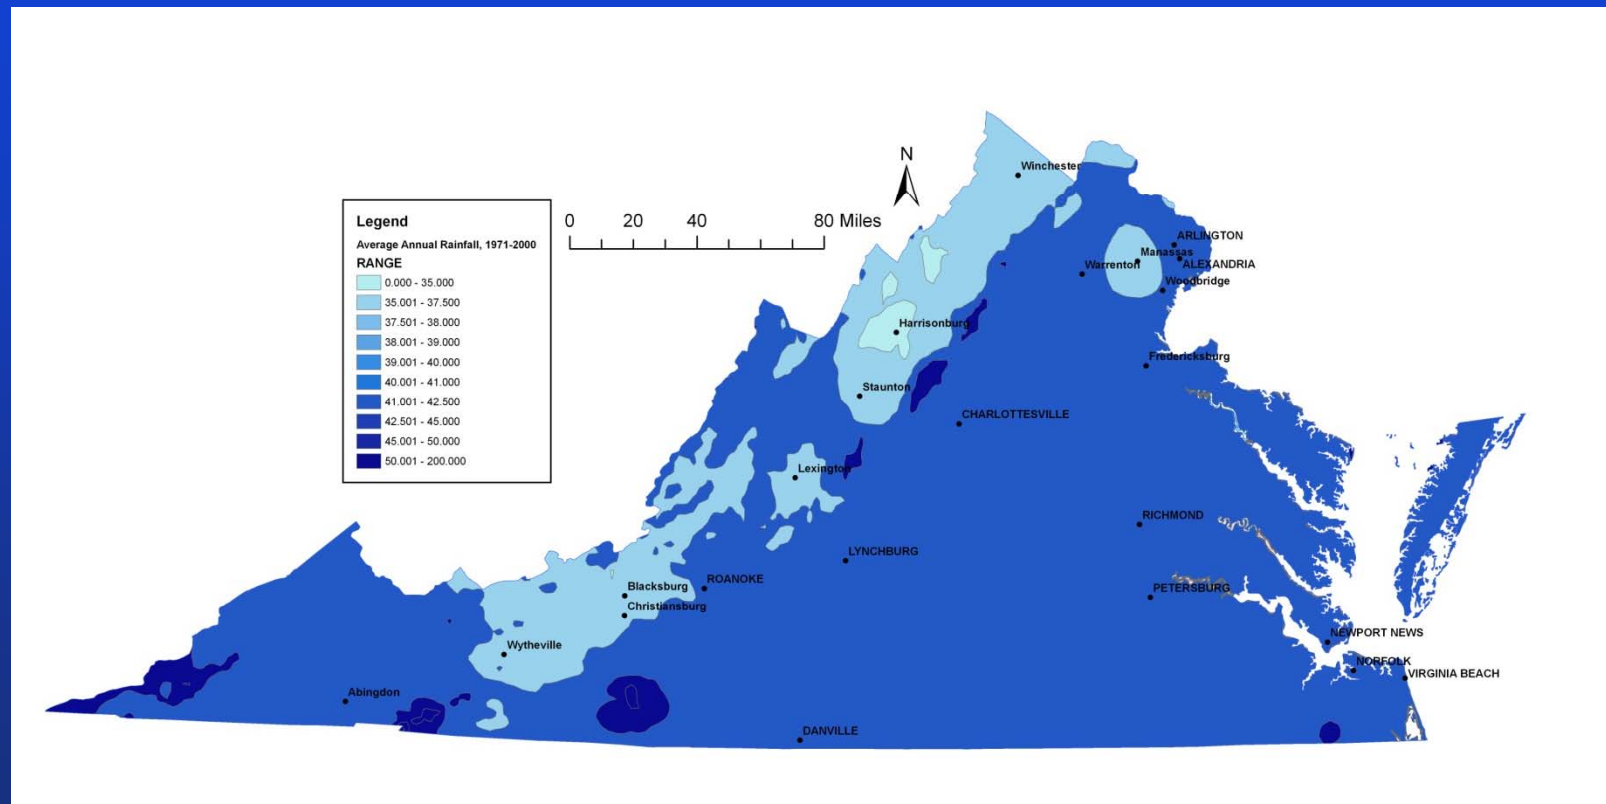 N
0 20 40 80 Miles
Legend
Average Annual Rainfall, 1971-2000
RANGE
0.000 - 35.000
35.001 - 37.500
37.501 - 38.000
38.001 - 39.000
39.001 - 40.000
40.001 - 41.000
41.001 - 42.500
42.501 - 45.000
45.001 - 50.000
50.001 - 200.000
Winchester
ARLINGTON
Manassas
ALEXANDRIA
Warrenton
Woodbridge
Harrisonburg
Fredericksburg
Staunton
CHARLOTTESVILLE
Lexington
RICHMOND
LYNCHBURG
ROANOKE
Blacksburg
PETERSBURG
Christiansburg
NEWPORT NEWS
Wytheville
NORFOLK
VIRGINIA BEACH
Abingdon
DANVILLE